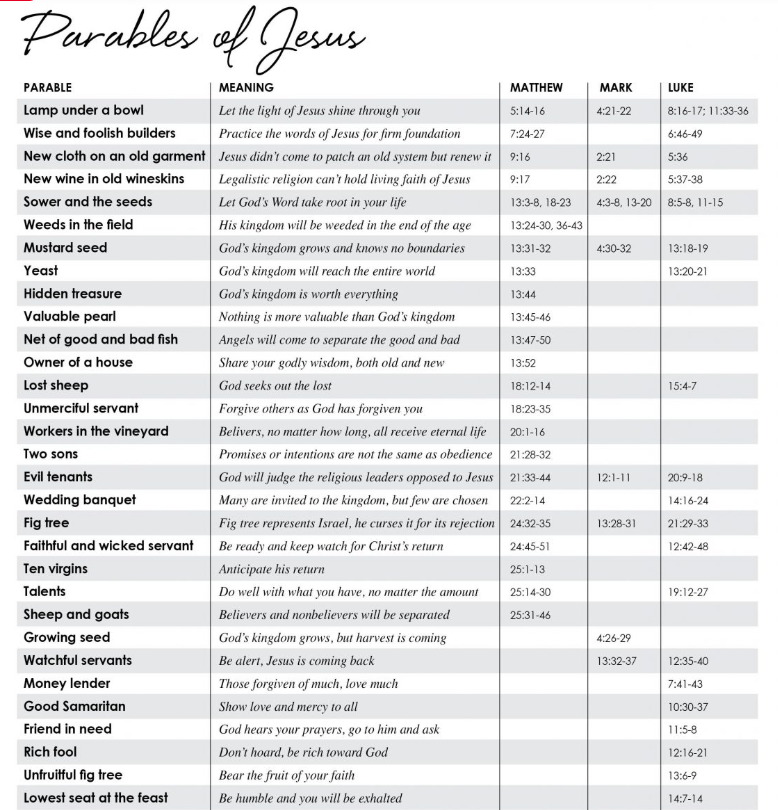 Parables of Jesus
PARABLE MEANING MATTHEW MARK LUKE
Lamp under a bowl Let the light of Jesus shine through you 5:14-16 4:21-22 8:16-17; 11:33-36
Wise and foolish builders Practice the words of Jesus for firm foundation 7:24-27 6:46-49
New cloth on an old garment Jesus didn't come to patch an old system but renew it 9:16 2:21 5:36
New wine in old wineskins Legalistic religion can't hold living faith of Jesus 9:17 2:22 5:37-38
Sower and the seeds Let God's Word take root in your life 13:3-8, 18-23 4:3-8, 13-20 8:5-8, 11-15
Weeds in the field His kingdom will be weeded in the end of the age 13:24-30, 36-43
Mustard seed God's kingdom grows and knows no boundaries 13:31-32 4:30-32 13:18-19
Yeast God's kingdom will reach the entire world 13:33 13:20-21
Hidden treasure God's kingdom is worth everything 13:44
Valuable pearl Nothing is more valuable than God's kingdom 13:45-46
Net of good and bad fish Angels will come to separate the good and bad 13:47-50
Owner of a house Share your godly wisdom, both old and new 13:52
Lost sheep God seeks out the lost 18:12-14 15:4-7
Unmerciful servant Forgive others as God has forgiven you 18:23-35
Workers in the vineyard Belivers, no matter how long, all receive eternal life 20:1-16
Two sons Promises or intentions are not the same as obedience 21:28-32
Evil tenants God will judge the religious leaders opposed to Jesus 21:33-44 12:1-11 20:9-18
Wedding banquet Many are invited to the kingdom, but few are chosen 22:2-14 14:16-24
Fig tree Fig tree represents Israel, he curses it for its rejection 24:32-35 13:28-31 21:29-33
Faithful and wicked servant Be ready and keep watch for Christ's return 24:45-51 12:42-48
Ten virgins Anticipate his return 25:1-13
Talents Do well with what you have, no matter the amount 25:14-30 19:12-27
Sheep and goats Believers and nonbelievers will be separated 25:31-46
Growing seed God's kingdom grows, but harvest is coming 4:26-29
Watchful servants Be alert, Jesus is coming back 13:32-37 12:35-40
Money lender Those forgiven of much, love much 7:41-43
Good Samaritan Show love and mercy to all 10:30-37
Friend in need God hears your prayers, go to him and ask 11:5-8
Rich fool Don't hoard, be rich toward God 12:16-21
Unfruitful fig tree Bear the fruit of your faith 13:6-9
Lowest seat at the feast Be humble and you will be exhalted 14:7-14